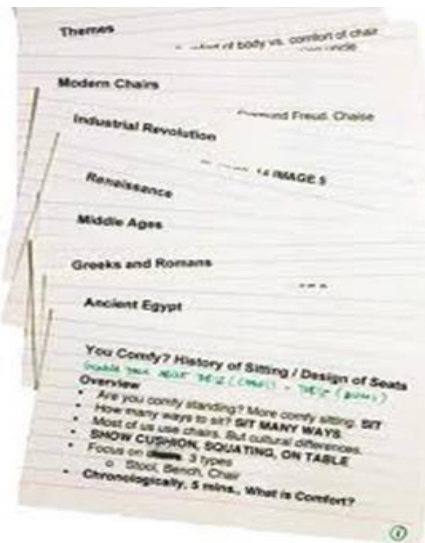 Themes
of body vs. comfort of chair
uncle
Modern Chairs
Freud. Chaise
Industrial Revolution
14 IMAGE 5
Renaissance
Middle Ages
Greeks and Romans
Ancient Egypt
You Comfy? History of Sitting / Design of Seats
Overview
• Are you comfy standing? More comfy sitting. SIT
• How many ways to sit? SIT MANY WAYS
• Most of us use chairs. But cultural differences.
• SHOW CUSHION, SQUATING, ON TABLE
• Focus on 3 types
o Stool, Bench, Chair
• Chronologically, 5 mins., What is Comfort?
1